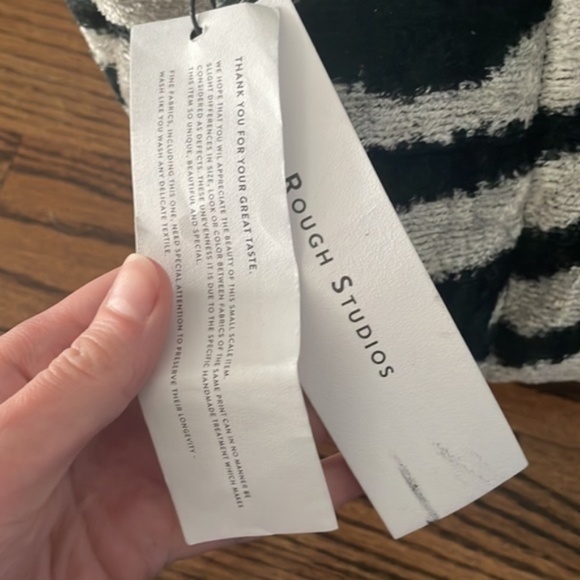 THANK YOU FOR YOUR GREAT TASTE.
WE HOPE THAT YOU WIL APPRECIATE THE BEAUTY OF THIS SMALL SCALE ITEM.
SLIGHT DIFFERENCES IN SIZE, LOOK OR COLOR BETWEEN FABRICS OF THE SAME PRINT CAN IN NO MANNER BE
CONSIDERED AS DEFECTS. THESE UNEVENNESS IT IS DUE TO THE SPECIFIC HANDMADE TREATMENT WHICH MAKES
THIS ITEM SO UNIQUE, BEAUTIFUL AND SPECIAL.
FINE FABRICS, INCLUDING THIS ONE, NEED SPECIAL ATTENTION TO PRESERVE THEIR LONGEVITY -
WASH LIKE YOU WASH ANY DELICATE TEXTILE.
ROUGH STUDIOS